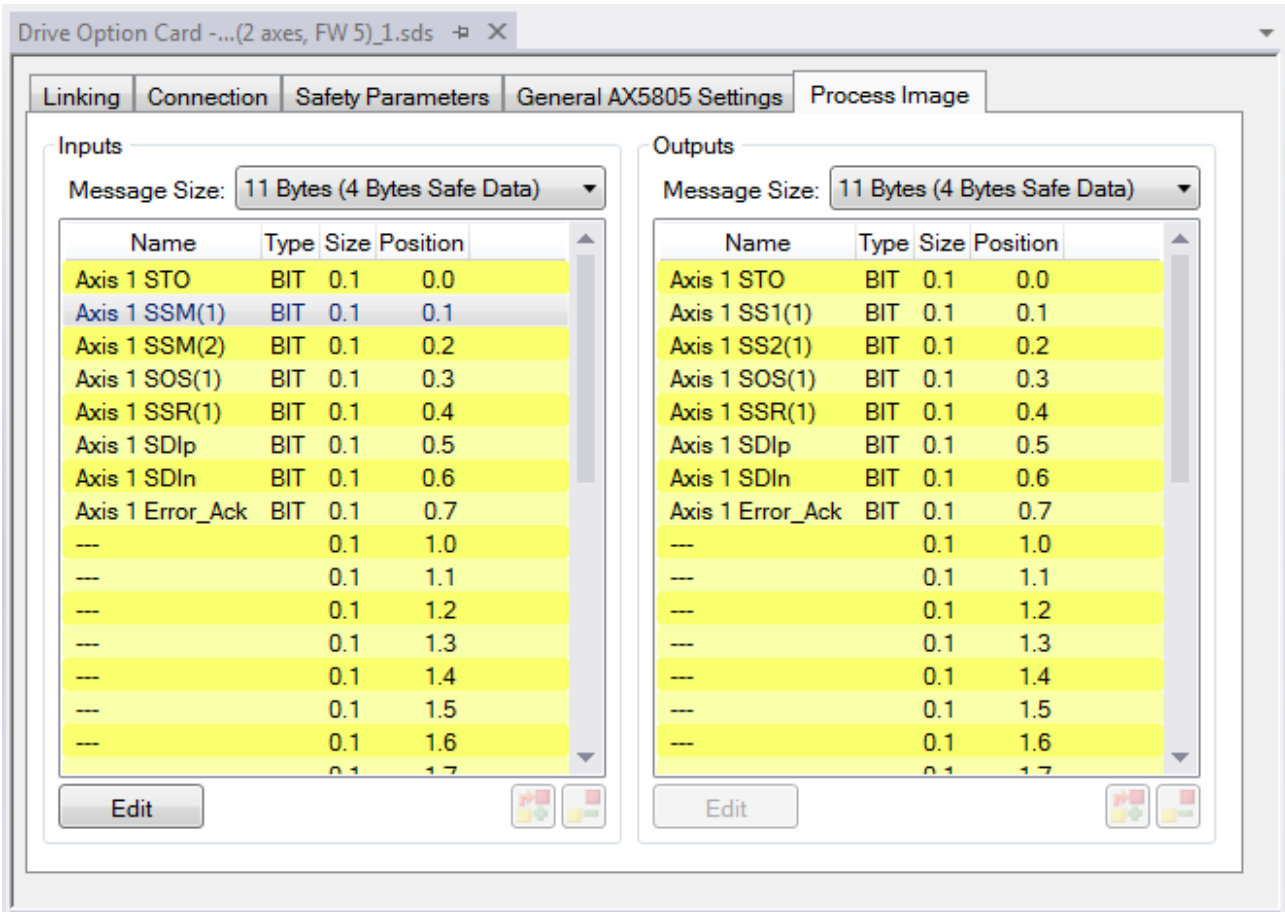 Drive Option Card -...(2 axes, FW 5)_1.sds
Linking Connection Safety Parameters General AX5805 Settings Process Image
Inputs
Message Size: 11 Bytes (4 Bytes Safe Data)
Name Type Size Position
Axis 1 STO BIT 0.1 0.0
Axis 1 SSM(1) BIT 0.1 0.1
Axis 1 SSM(2) BIT 0.1 0.2
Axis 1 SOS(1) BIT 0.1 0.3
Axis 1 SSR(1) BIT 0.1 0.4
Axis 1 SDIp BIT 0.1 0.5
Axis 1 SDIn BIT 0.1 0.6
Axis 1 Error_Ack BIT 0.1 0.7
--- 0.1 1.0
--- 0.1 1.1
--- 0.1 1.2
--- 0.1 1.3
--- 0.1 1.4
--- 0.1 1.5
--- 0.1 1.6
0.1 1.7
Edit
Outputs
Message Size: 11 Bytes (4 Bytes Safe Data)
Name Type Size Position
Axis 1 STO BIT 0.1 0.0
Axis 1 SS1(1) BIT 0.1 0.1
Axis 1 SS2(1) BIT 0.1 0.2
Axis 1 SOS(1) BIT 0.1 0.3
Axis 1 SSR(1) BIT 0.1 0.4
Axis 1 SDIp BIT 0.1 0.5
Axis 1 SDIn BIT 0.1 0.6
Axis 1 Error_Ack BIT 0.1 0.7
--- 0.1 1.0
--- 0.1 1.1
--- 0.1 1.2
--- 0.1 1.3
--- 0.1 1.4
--- 0.1 1.5
--- 0.1 1.6
0.1 1.7
Edit